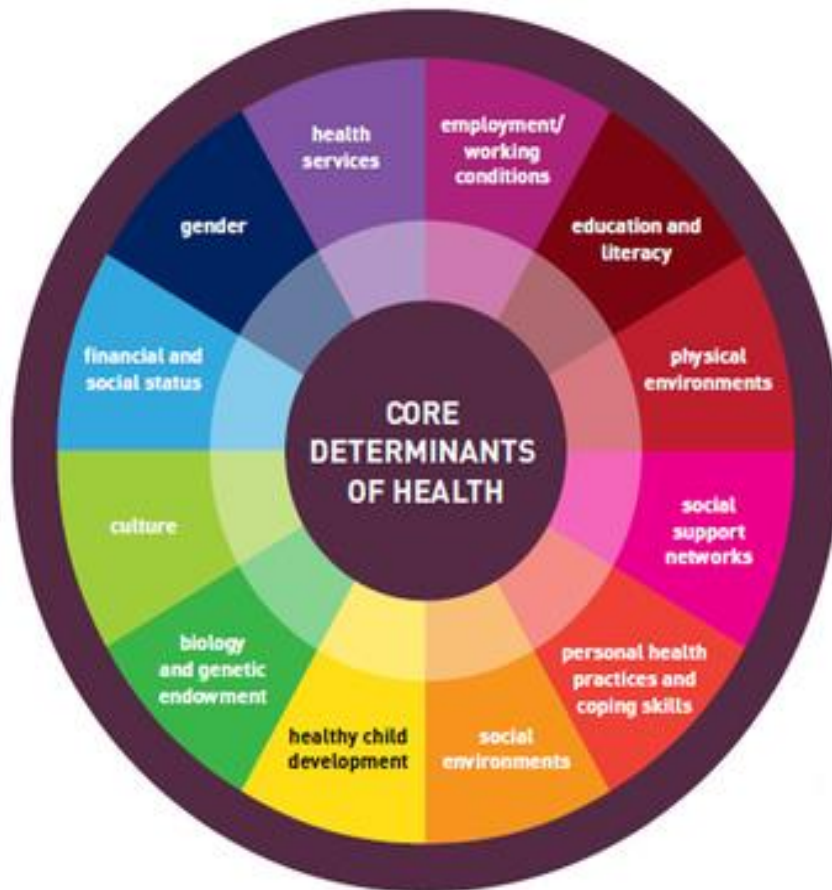 CORE
DETERMINANTS
OF HEALTH
health
services
employment/
working
conditions
education and
literacy
physical
environments
social
support
networks
personal health
practices and
coping skills
social
environments
healthy child
development
biology
and genetic
endowment
culture
financial and
social status
gender